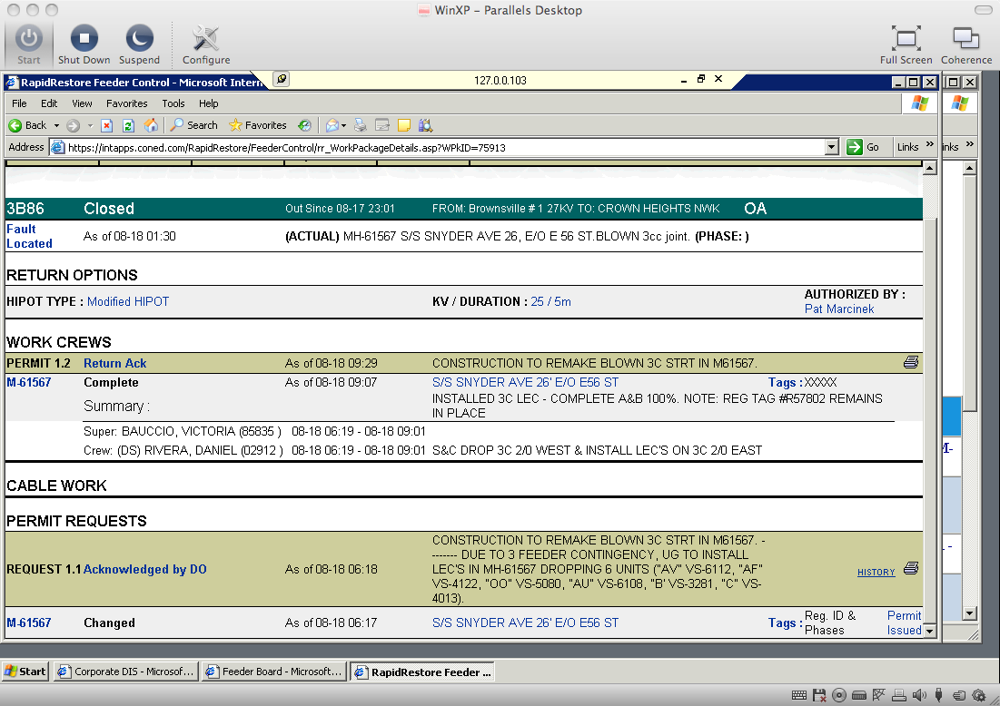 WinXP – Parallels Desktop
Start Shut Down Suspend Configure Full Screen Coherence
RapidRestore Feeder Control - Microsoft Intern 127.0.0.103
File Edit View Favorites Tools Help
Back Search Favorites
Address https://intapps.coned.com/RapidRestore/FeederControl/rr_WorkPackageDetails.asp?WPkID=75913 Go Links » inks »
3B86 Closed Out Since 08-17 23:01 FROM: Brownsville # 1 27KV TO: CROWN HEIGHTS NWK OA
Fault
Located As of 08-18 01:30 (ACTUAL) MH-61567 S/S SNYDER AVE 26, E/O E 56 ST.BLOWN 3cc joint. (PHASE: )
RETURN OPTIONS
HIPOT TYPE : Modified HIPOT KV / DURATION : 25 / 5m AUTHORIZED BY :
Pat Marcinek
WORK CREWS
PERMIT 1.2 Return Ack As of 08-18 09:29 CONSTRUCTION TO REMAKE BLOWN 3C STRT IN M61567.
M-61567 Complete As of 08-18 09:07 S/S SNYDER AVE 26' E/O E56 ST Tags : XXXXX
Summary : INSTALLED 3C LEC - COMPLETE A&B 100%. NOTE: REG TAG #R57802 REMAINS
IN PLACE
Super: BAUCCIO, VICTORIA (85835 ) 08-18 06:19 - 08-18 09:01
Crew: (DS) RIVERA, DANIEL (02912 ) 08-18 06:19 - 08-18 09:01 S&C DROP 3C 2/0 WEST & INSTALL LEC'S ON 3C 2/0 EAST
M-
CABLE WORK
PERMIT REQUESTS
CONSTRUCTION TO REMAKE BLOWN 3C STRT IN M61567. -
------- DUE TO 3 FEEDER CONTINGENCY, UG TO INSTALL
REQUEST 1.1 Acknowledged by DO As of 08-18 06:18 LEC'S IN MH-61567 DROPPING 6 UNITS ("AV" VS-6112, "AF" HISTORY
VS-4122, "OO" VS-5080, "AU" VS-6108, "B' VS-3281, "C" VS-
4013).
M-61567 Changed As of 08-18 06:17 S/S SNYDER AVE 26' E/O E56 ST Tags : Reg. ID & Permit
Phases Issued
Start Corporate DIS - Microsof... Feeder Board - Microsoft... RapidRestore Feeder ...